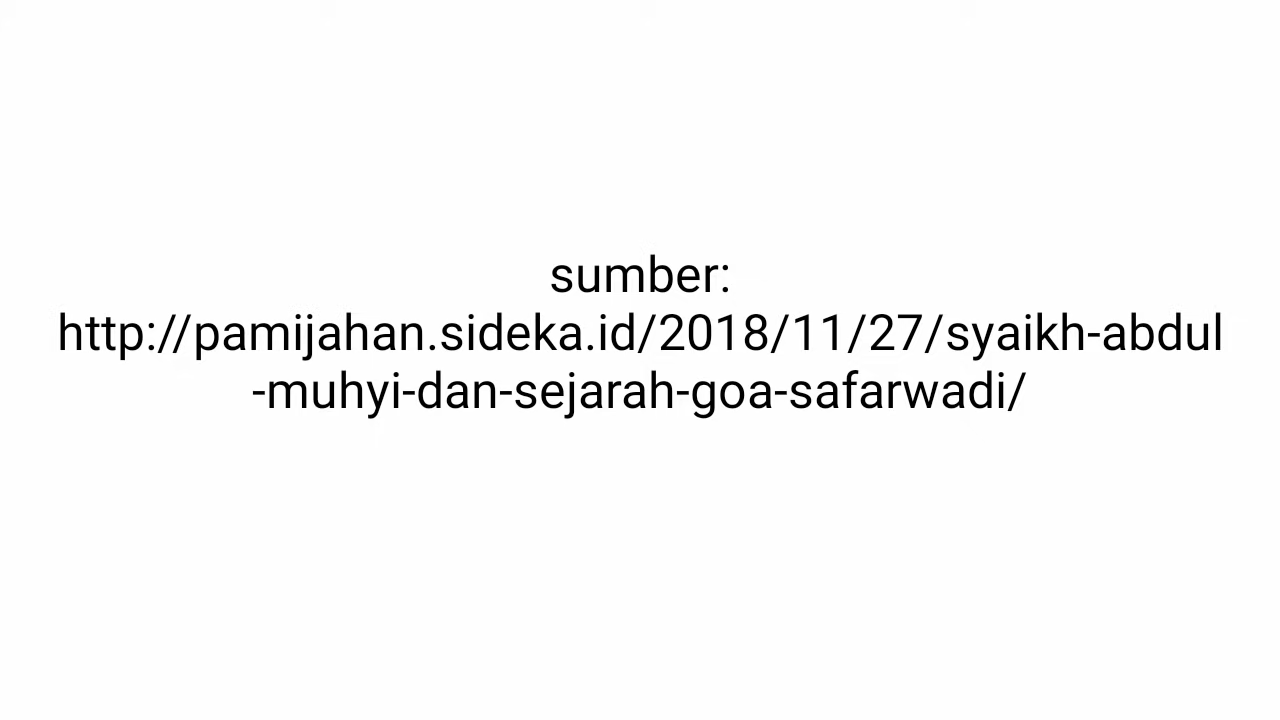 sumber:
http://pamijahan.sideka.id/2018/11/27/syaikh-abdul
-muhyi-dan-sejarah-goa-safarwadi/